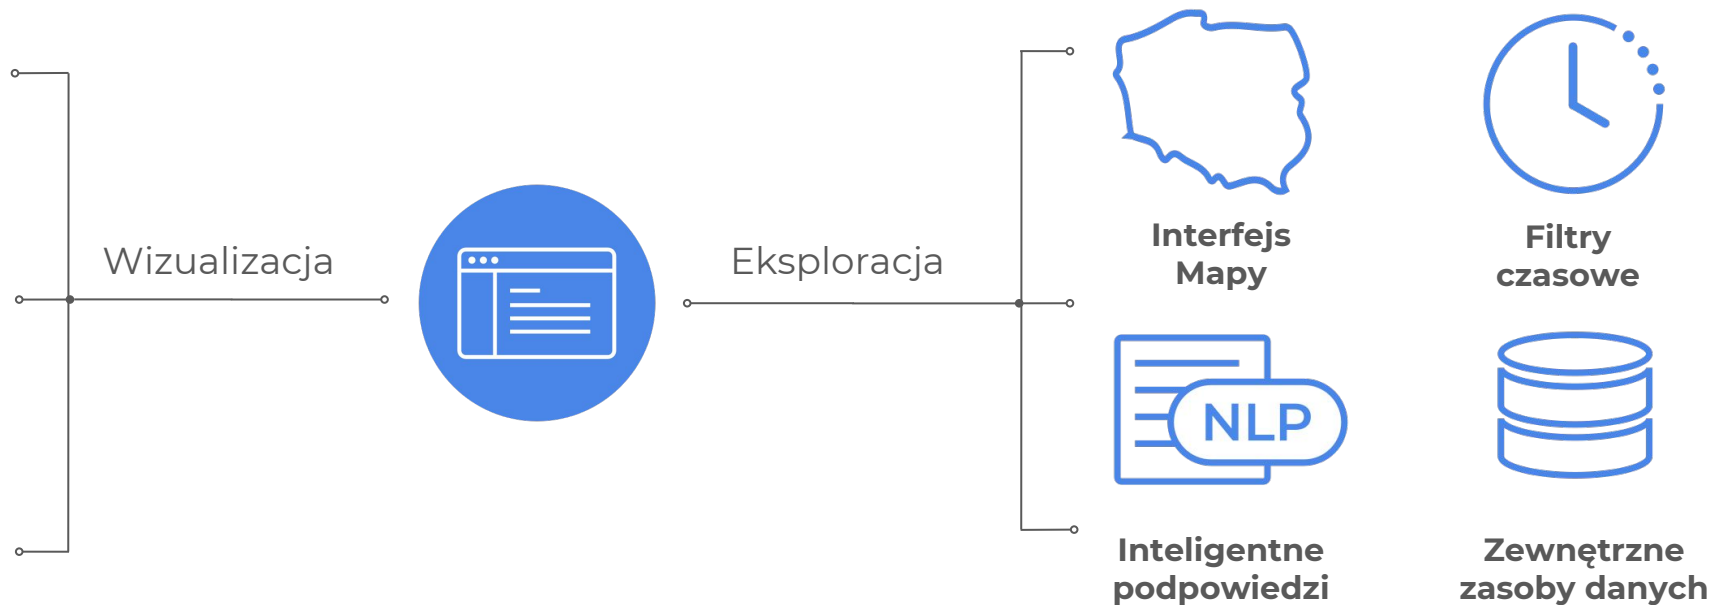 Wizualizacja
Eksploracja
Interfejs
Mapy
Filtry
czasowe
NLP
Inteligentne
podpowiedzi
Zewnętrzne
zasoby danych